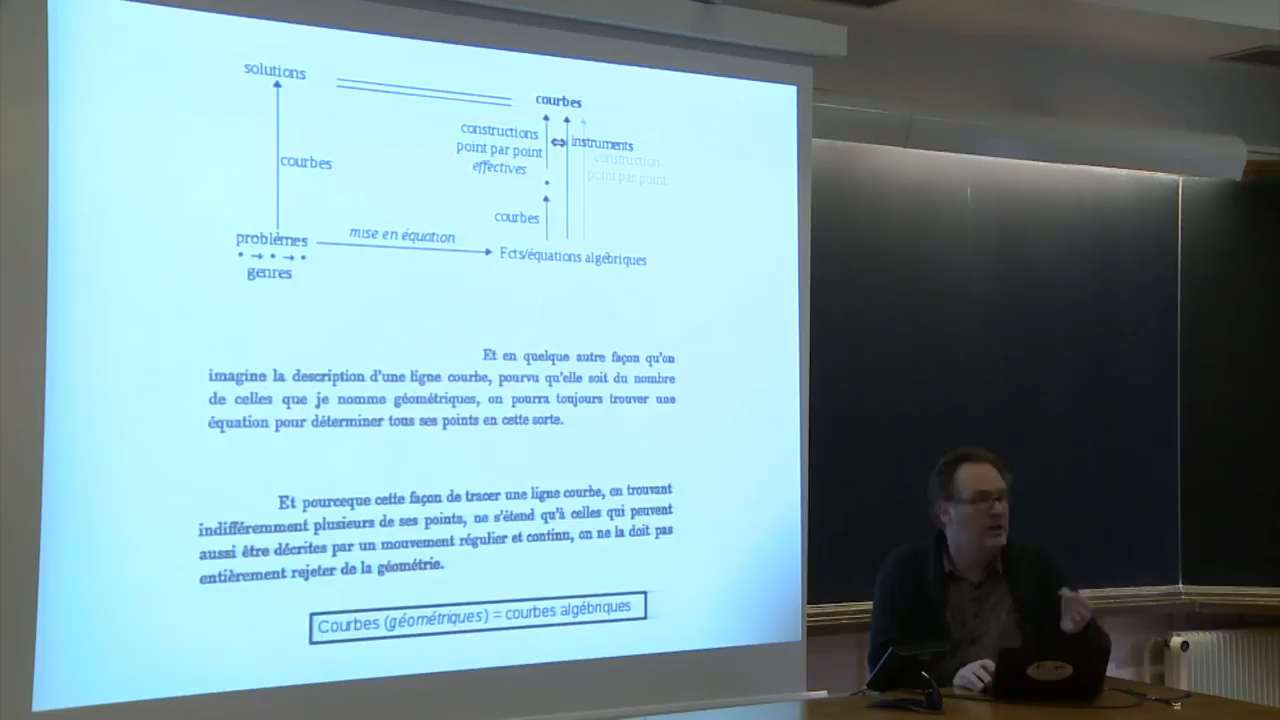 solutions
courbes
constructions
point par point
effectives
⇔ instruments
construction
point par point
courbes
courbes
problèmes
mise en équation
Fcts/équations algébriques
• → • → •
genres
Et en quelque autre façon qu'on
imagine la description d'une ligne courbe, pourvu qu'elle soit du nombre
de celles que je nomme géométriques, on pourra toujours trouver une
équation pour déterminer tous ses points en cette sorte.
Et pourceque cette façon de tracer une ligne courbe, en trouvant
indifféremment plusieurs de ses points, ne s'étend qu'à celles qui peuvent
aussi être décrites par un mouvement régulier et continu, on ne la doit pas
entièrement rejeter de la géométrie.
Courbes (géométriques) = courbes algébriques